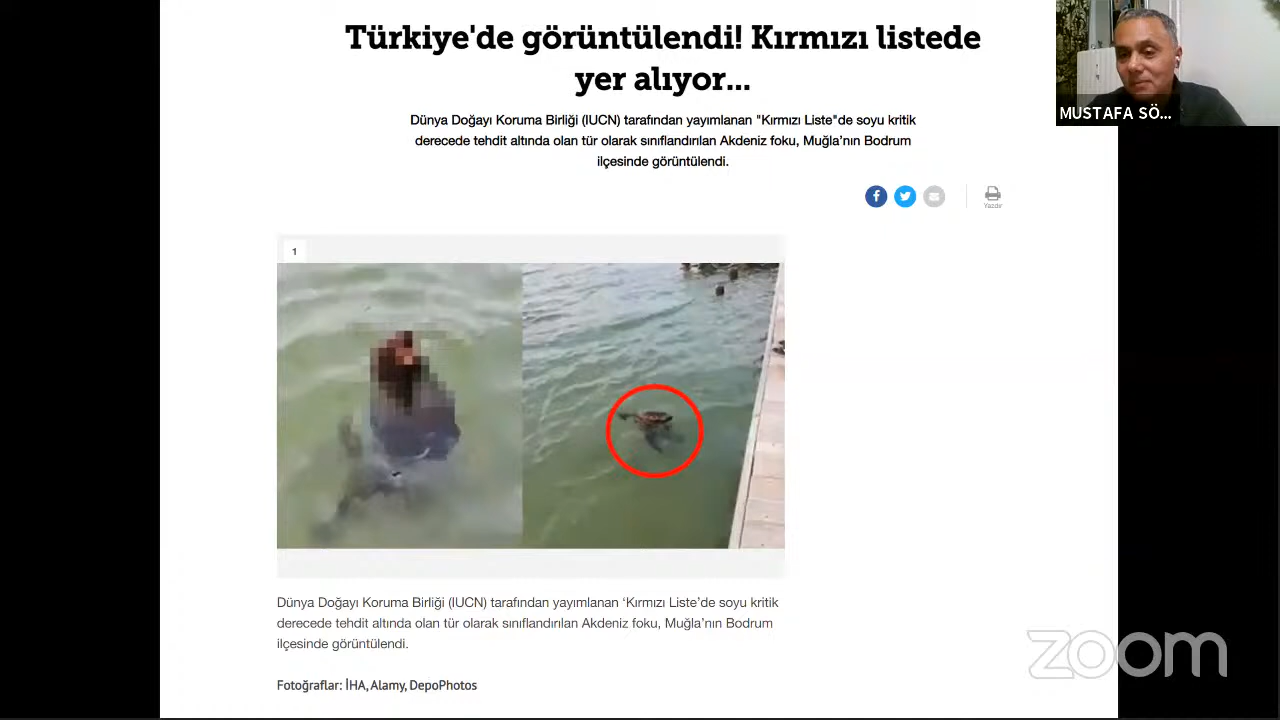 Türkiye'de görüntülendi! Kırmızı listede
yer alıyor...
MUSTAFA SÖ...
Dünya Doğayı Koruma Birliği (IUCN) tarafından yayımlanan "Kırmızı Liste"de soyu kritik
derecede tehdit altında olan tür olarak sınıflandırılan Akdeniz foku, Muğla’nın Bodrum
ilçesinde görüntülendi.
Yazdır
1
Dünya Doğayı Koruma Birliği (IUCN) tarafından yayımlanan ‘Kırmızı Liste’de soyu kritik
derecede tehdit altında olan tür olarak sınıflandırılan Akdeniz foku, Muğla’nın Bodrum
ilçesinde görüntülendi.
zoom
Fotoğraflar: İHA, Alamy, DepoPhotos